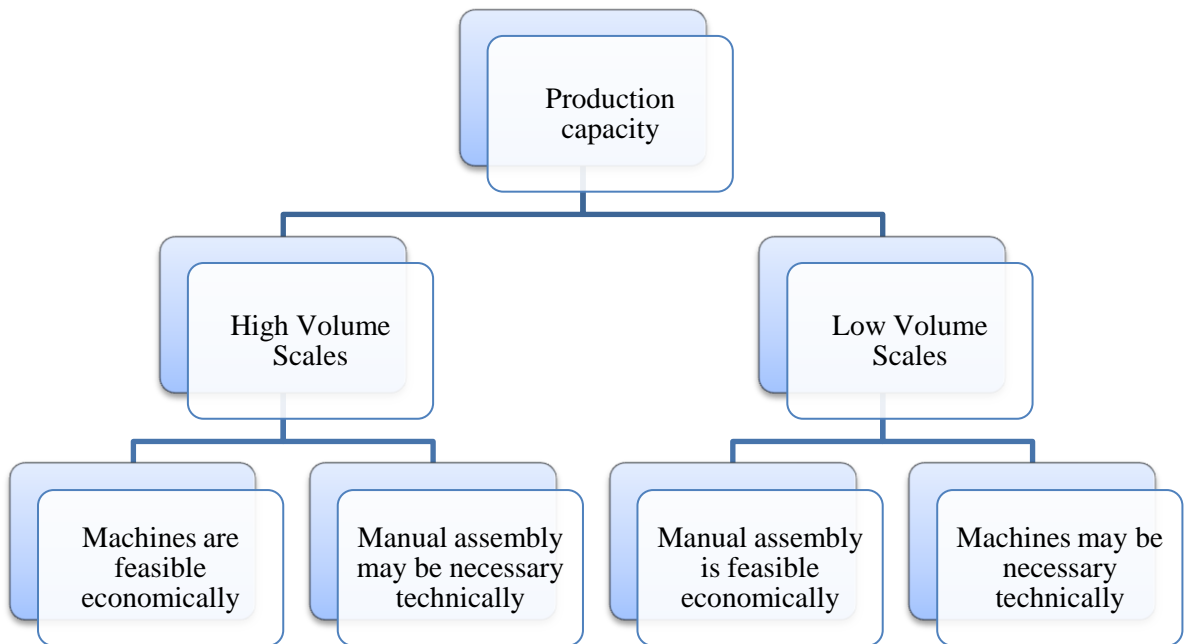 Production
capacity
High Volume
Scales
Low Volume
Scales
Machines are
feasible
economically
Manual assembly
may be necessary
technically
Manual assembly
is feasible
economically
Machines may be
necessary
technically